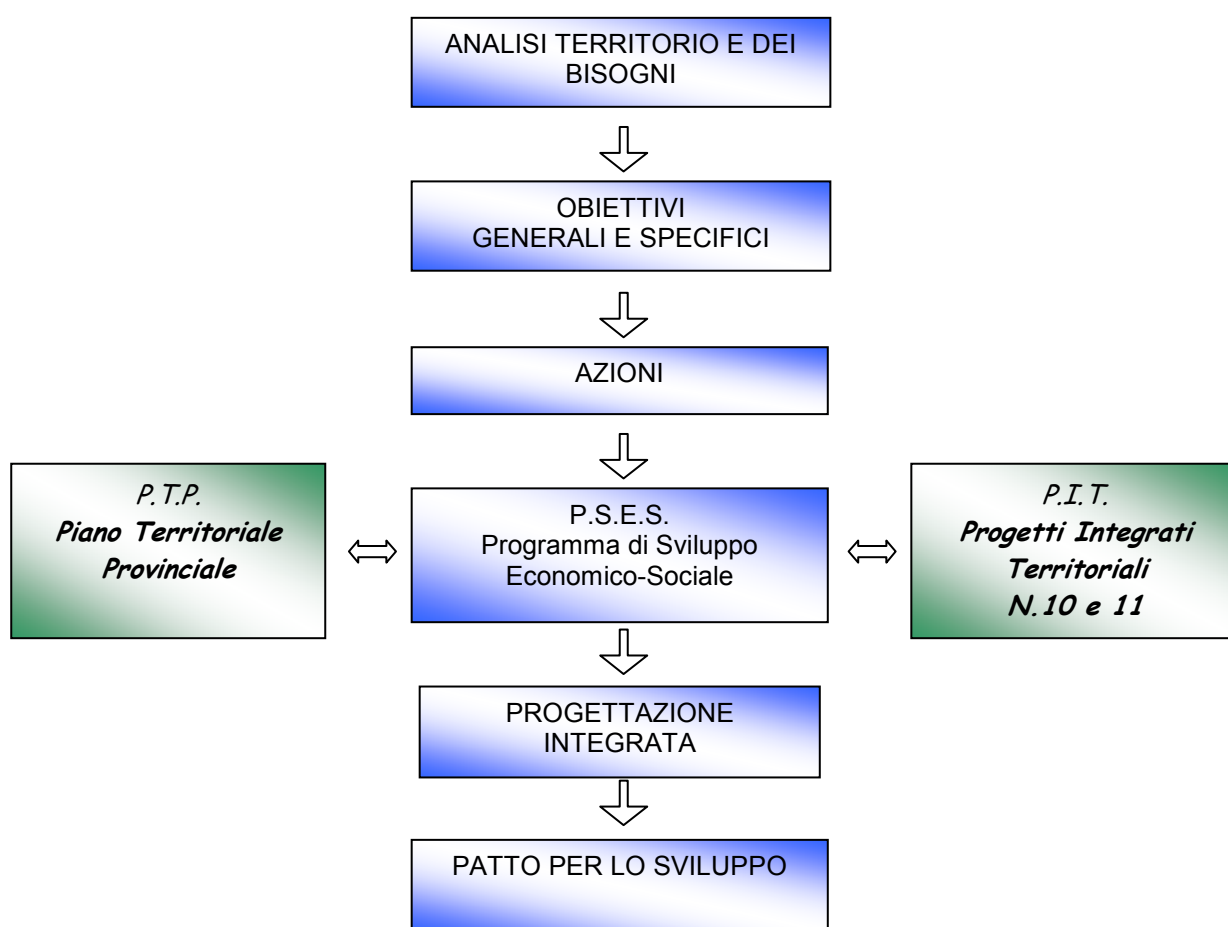 ANALISI TERRITORIO E DEI
BISOGNI
OBIETTIVI
GENERALI E SPECIFICI
AZIONI
P.T.P.
Piano Territoriale
Provinciale
P.S.E.S.
Programma di Sviluppo
Economico-Sociale
P.I.T.
Progetti Integrati
Territoriali
N.10 e 11
PROGETTAZIONE
INTEGRATA
PATTO PER LO SVILUPPO